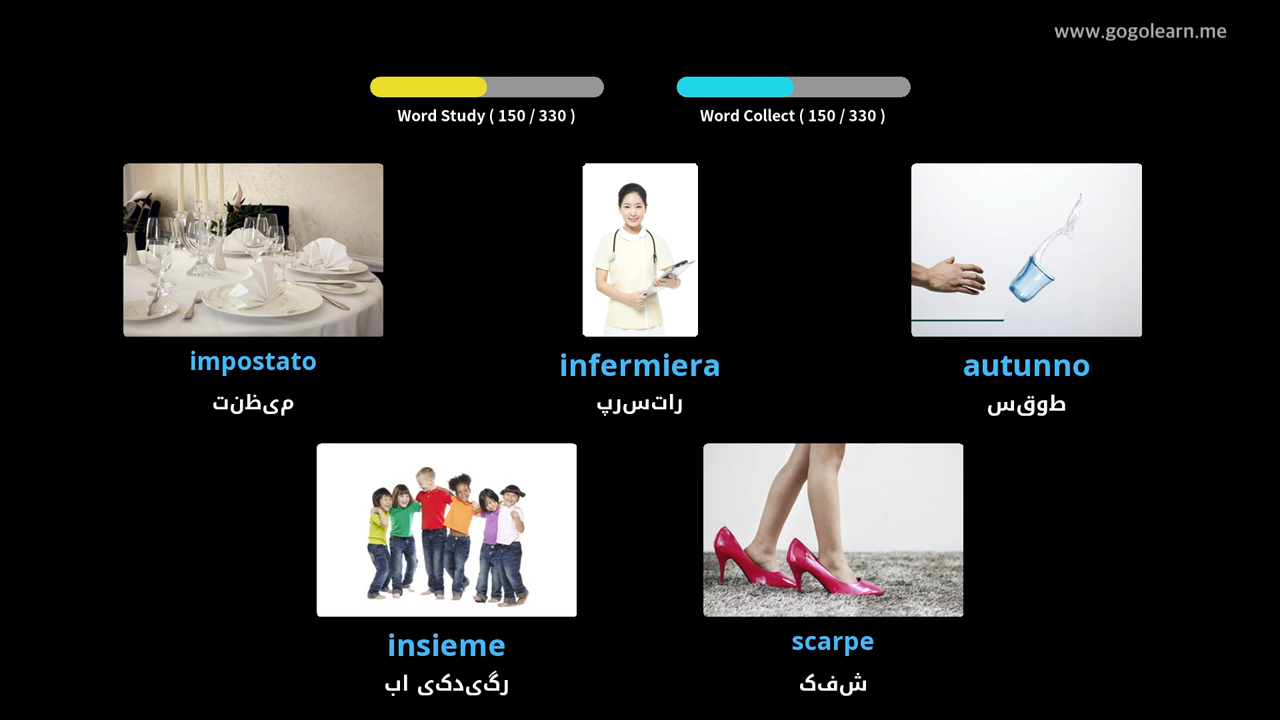 www.gogolearn.me
Word Study ( 150 / 330 )
Word Collect ( 150 / 330 )
impostato
میظنت
infermiera
راتسرپ
autunno
طوقس
insieme
رگیدکی اب
scarpe
شفک